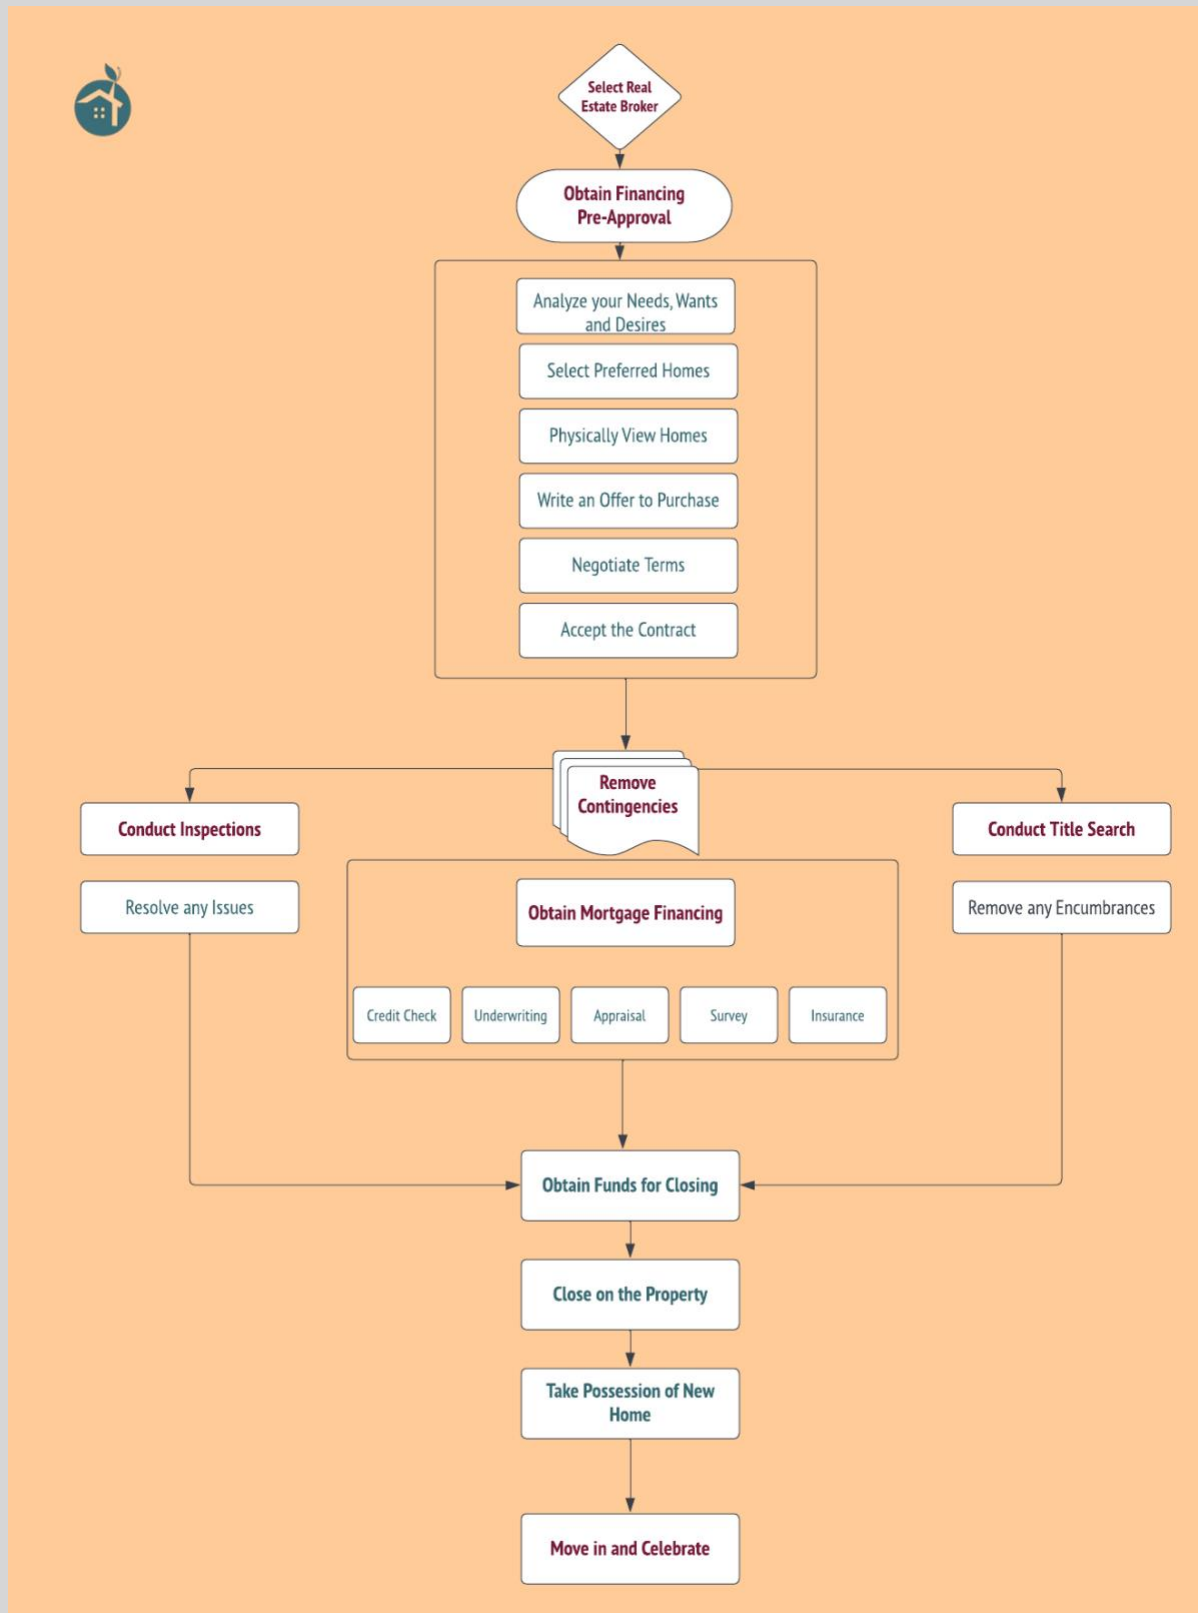 Select Real
Estate Broker
Obtain Financing
Pre-Approval
Analyze your Needs, Wants
and Desires
Select Preferred Homes
Physically View Homes
Write an Offer to Purchase
Negotiate Terms
Accept the Contract
Remove
Contingencies
Conduct Inspections
Conduct Title Search
Resolve any Issues
Obtain Mortgage Financing
Remove any Encumbrances
Credit Check
Underwriting
Appraisal
Survey
Insurance
Obtain Funds for Closing
Close on the Property
Take Possession of New
Home
Move in and Celebrate